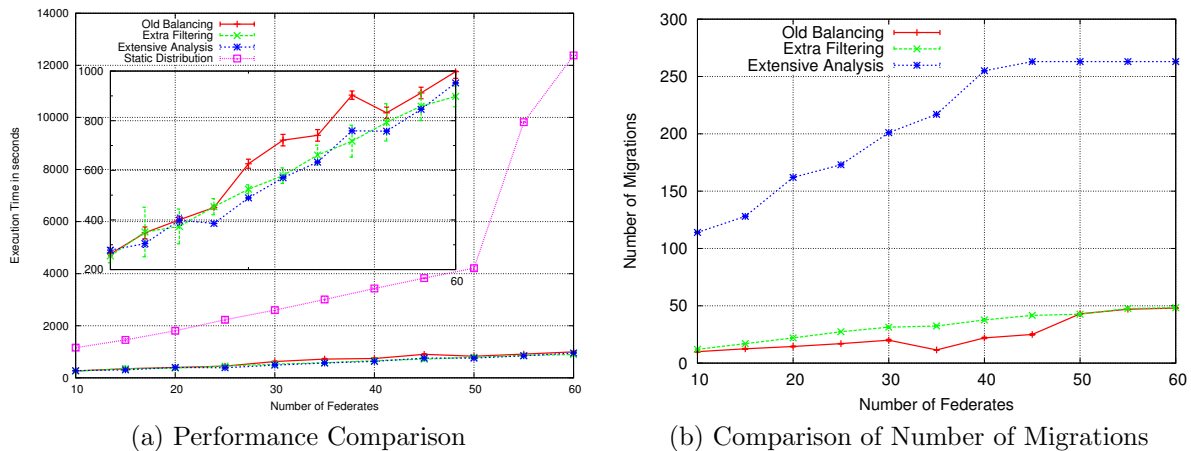 14000
12000
10000
8000
6000
4000
2000
0
Execution Time in seconds
Old Balancing
Extra Filtering
Extensive Analysis
Static Distribution
1000
800
600
400
200
60
10
20
30
40
50
60
Number of Federates
(a) Performance Comparison
300
250
200
150
100
50
0
Number of Migrations
Old Balancing
Extra Filtering
Extensive Analysis
10
20
30
40
50
60
Number of Federates
(b) Comparison of Number of Migrations